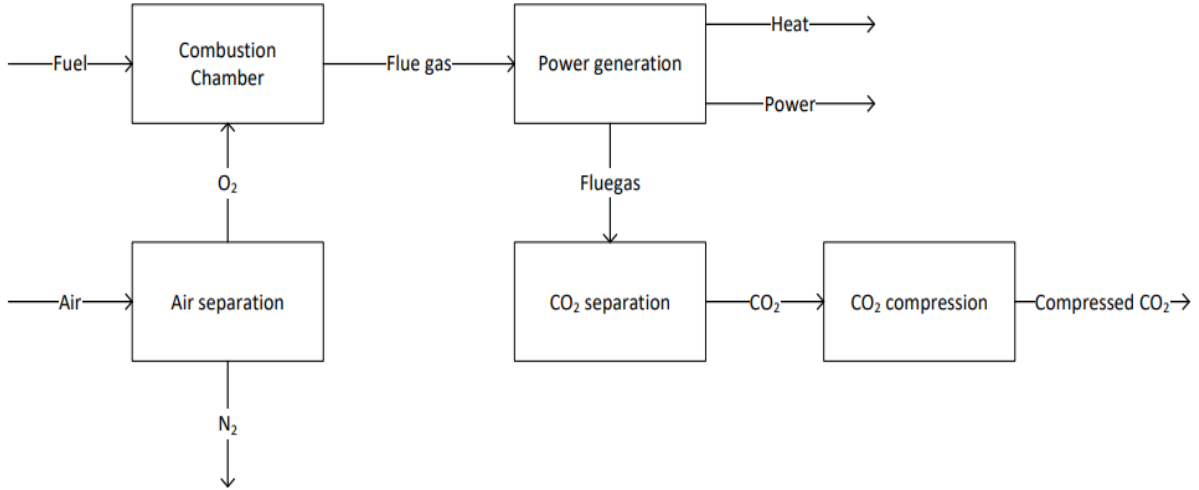 Heat
Fuel
Combustion
Chamber
Flue gas
Power generation
Power
O₂
Fluegas
Air
Air separation
CO₂ separation
CO₂
CO₂ compression
Compressed CO₂
N₂